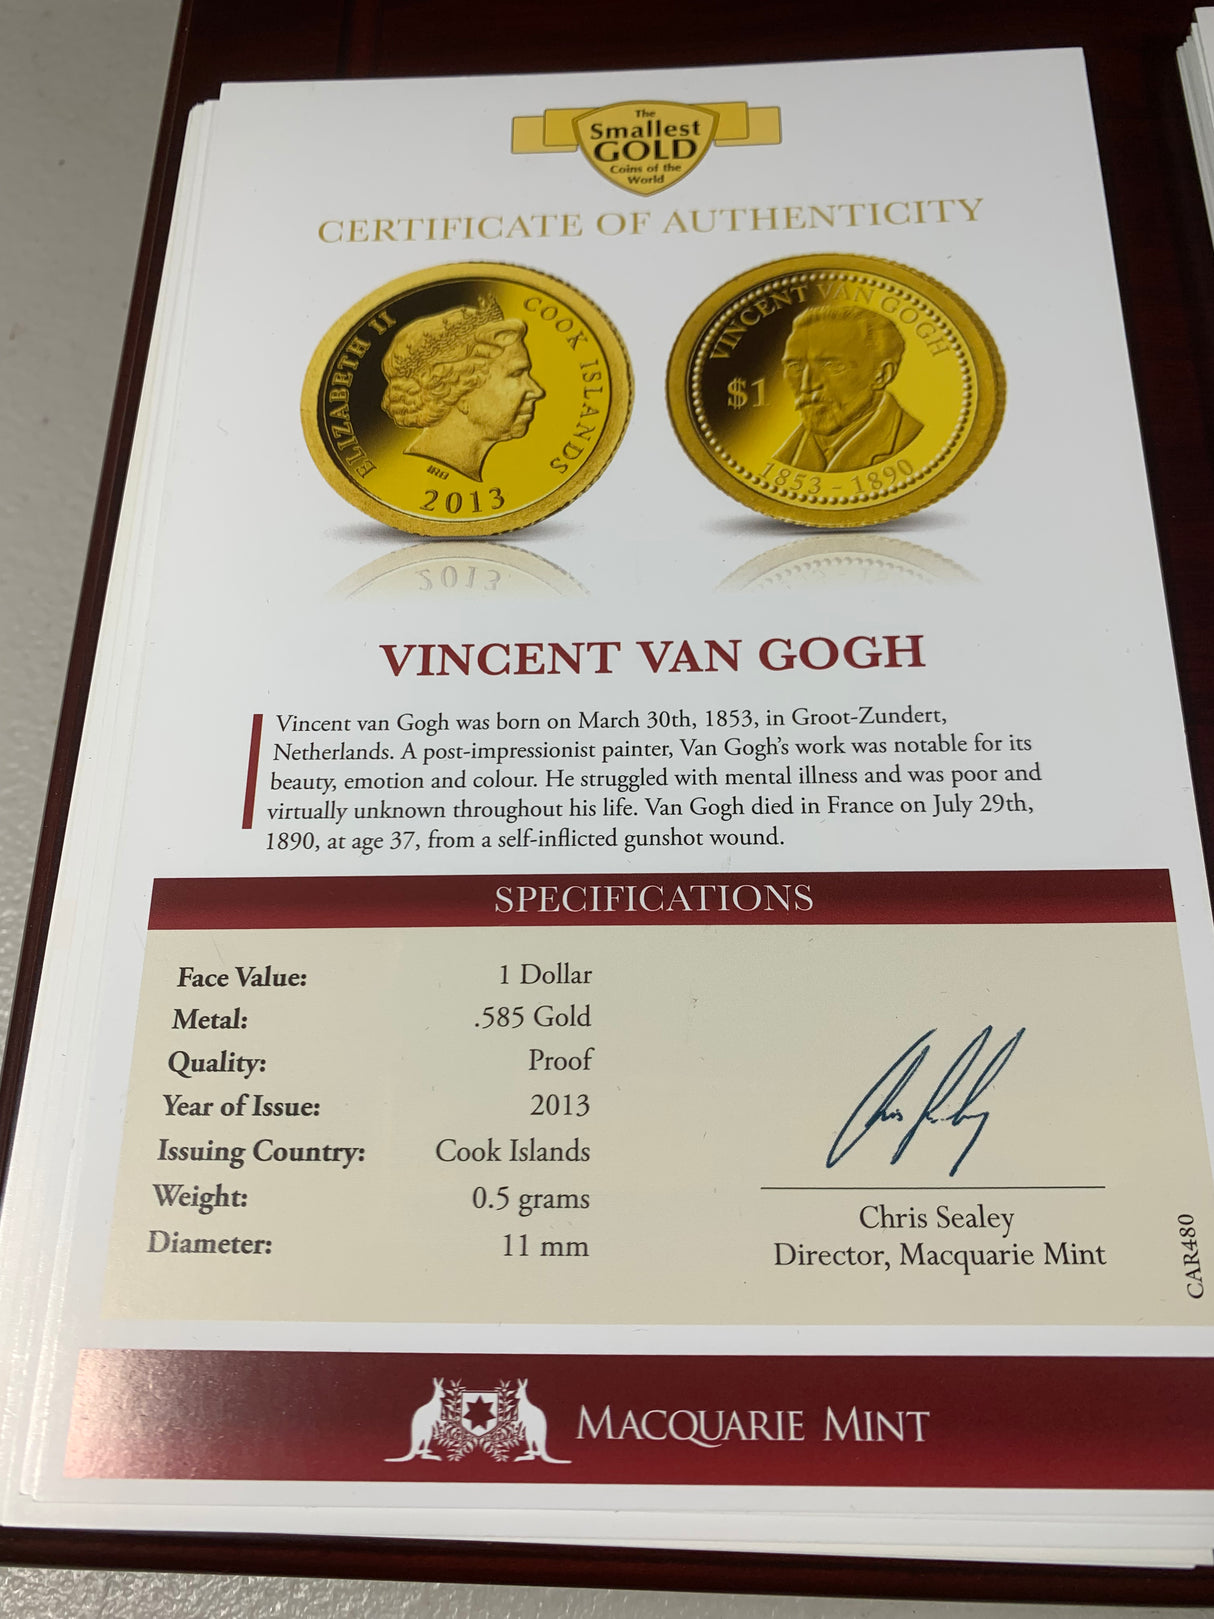 The
Smallest
GOLD
Coins of the
World
CERTIFICATE OF AUTHENTICITY
ELIZABETH II
COOK ISLANDS
2013
VINCENT VAN GOGH
$1
1853 - 1890
VINCENT VAN GOGH
Vincent van Gogh was born on March 30th, 1853, in Groot-Zundert,
Netherlands. A post-impressionist painter, Van Gogh's work was notable for its
beauty, emotion and colour. He struggled with mental illness and was poor and
virtually unknown throughout his life. Van Gogh died in France on July 29th,
1890, at age 37, from a self-inflicted gunshot wound.
SPECIFICATIONS
Face Value: 1 Dollar
Metal: .585 Gold
Quality: Proof
Year of Issue: 2013
Issuing Country: Cook Islands
Weight: 0.5 grams
Diameter: 11 mm
Chris Sealey
Director, Macquarie Mint
CAR480
MACQUARIE MINT